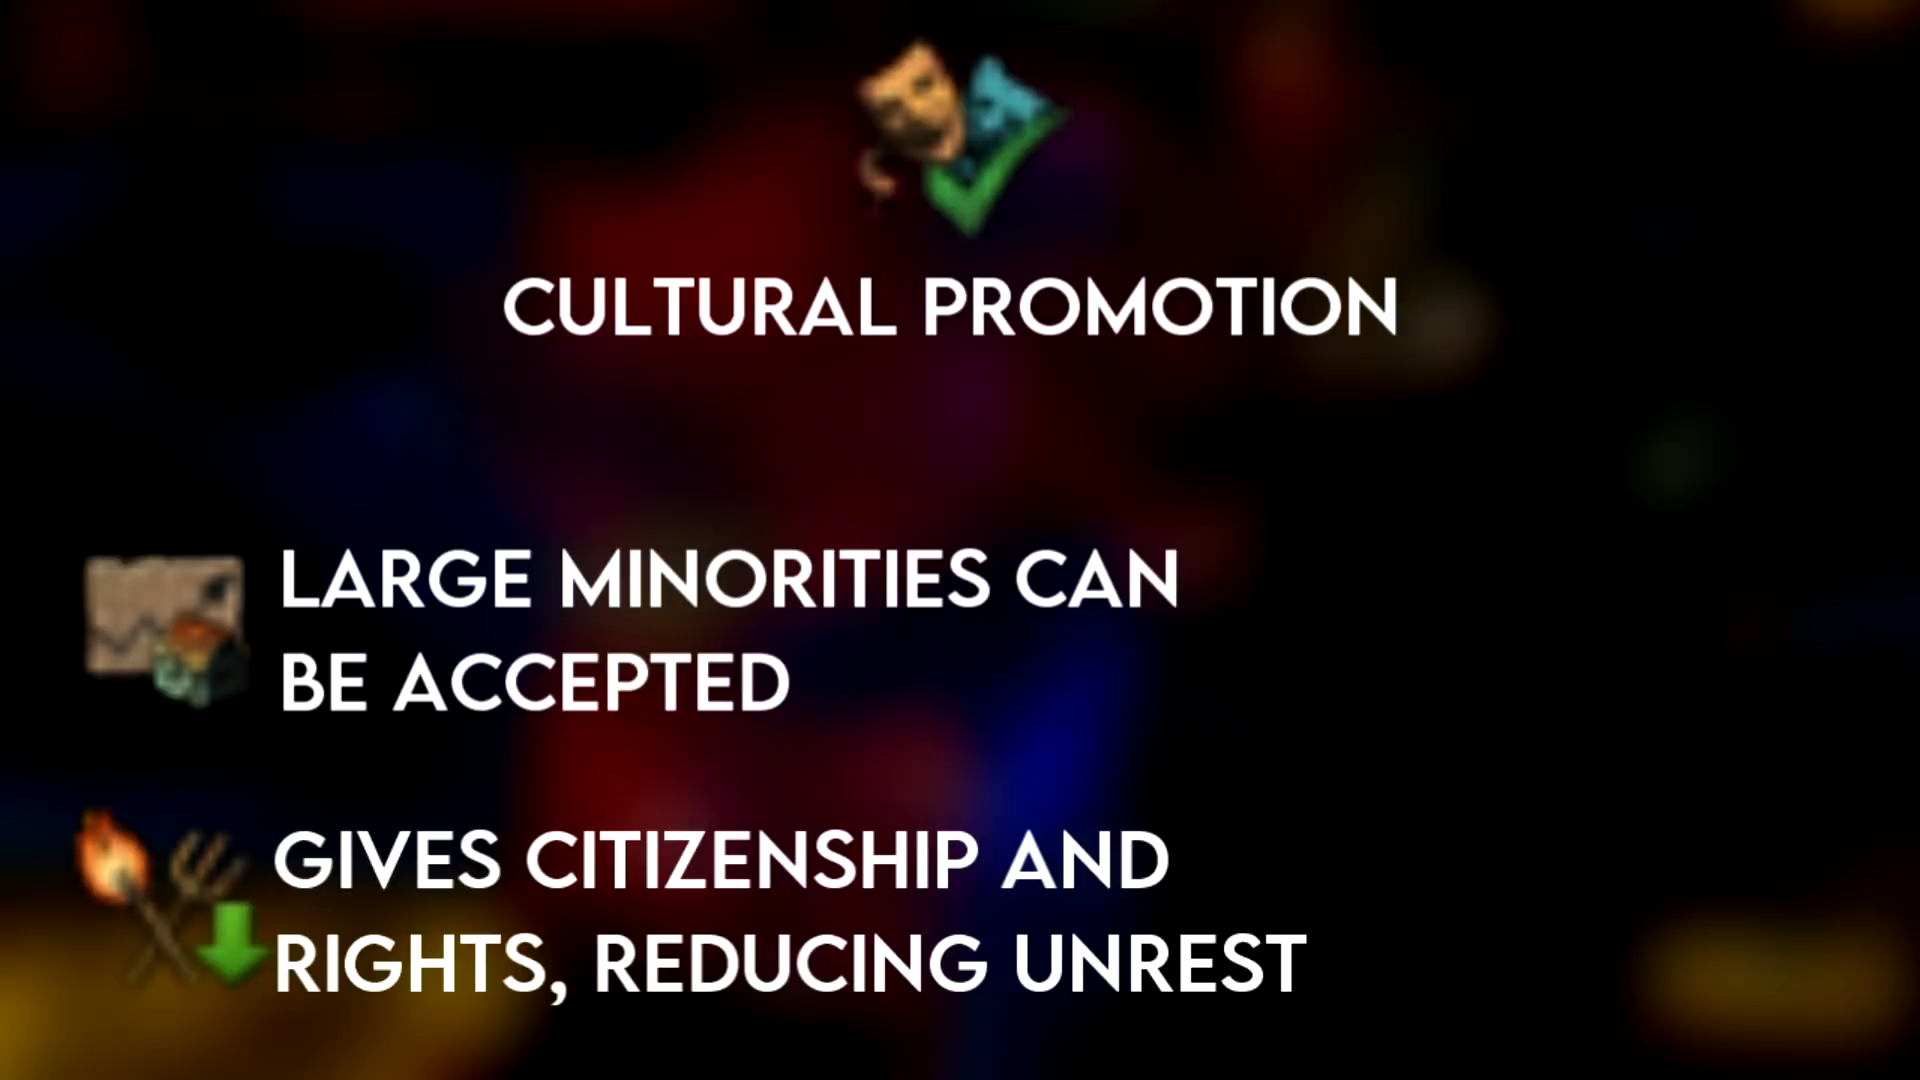 CULTURAL PROMOTION
LARGE MINORITIES CAN
BE ACCEPTED
GIVES CITIZENSHIP AND
RIGHTS, REDUCING UNREST